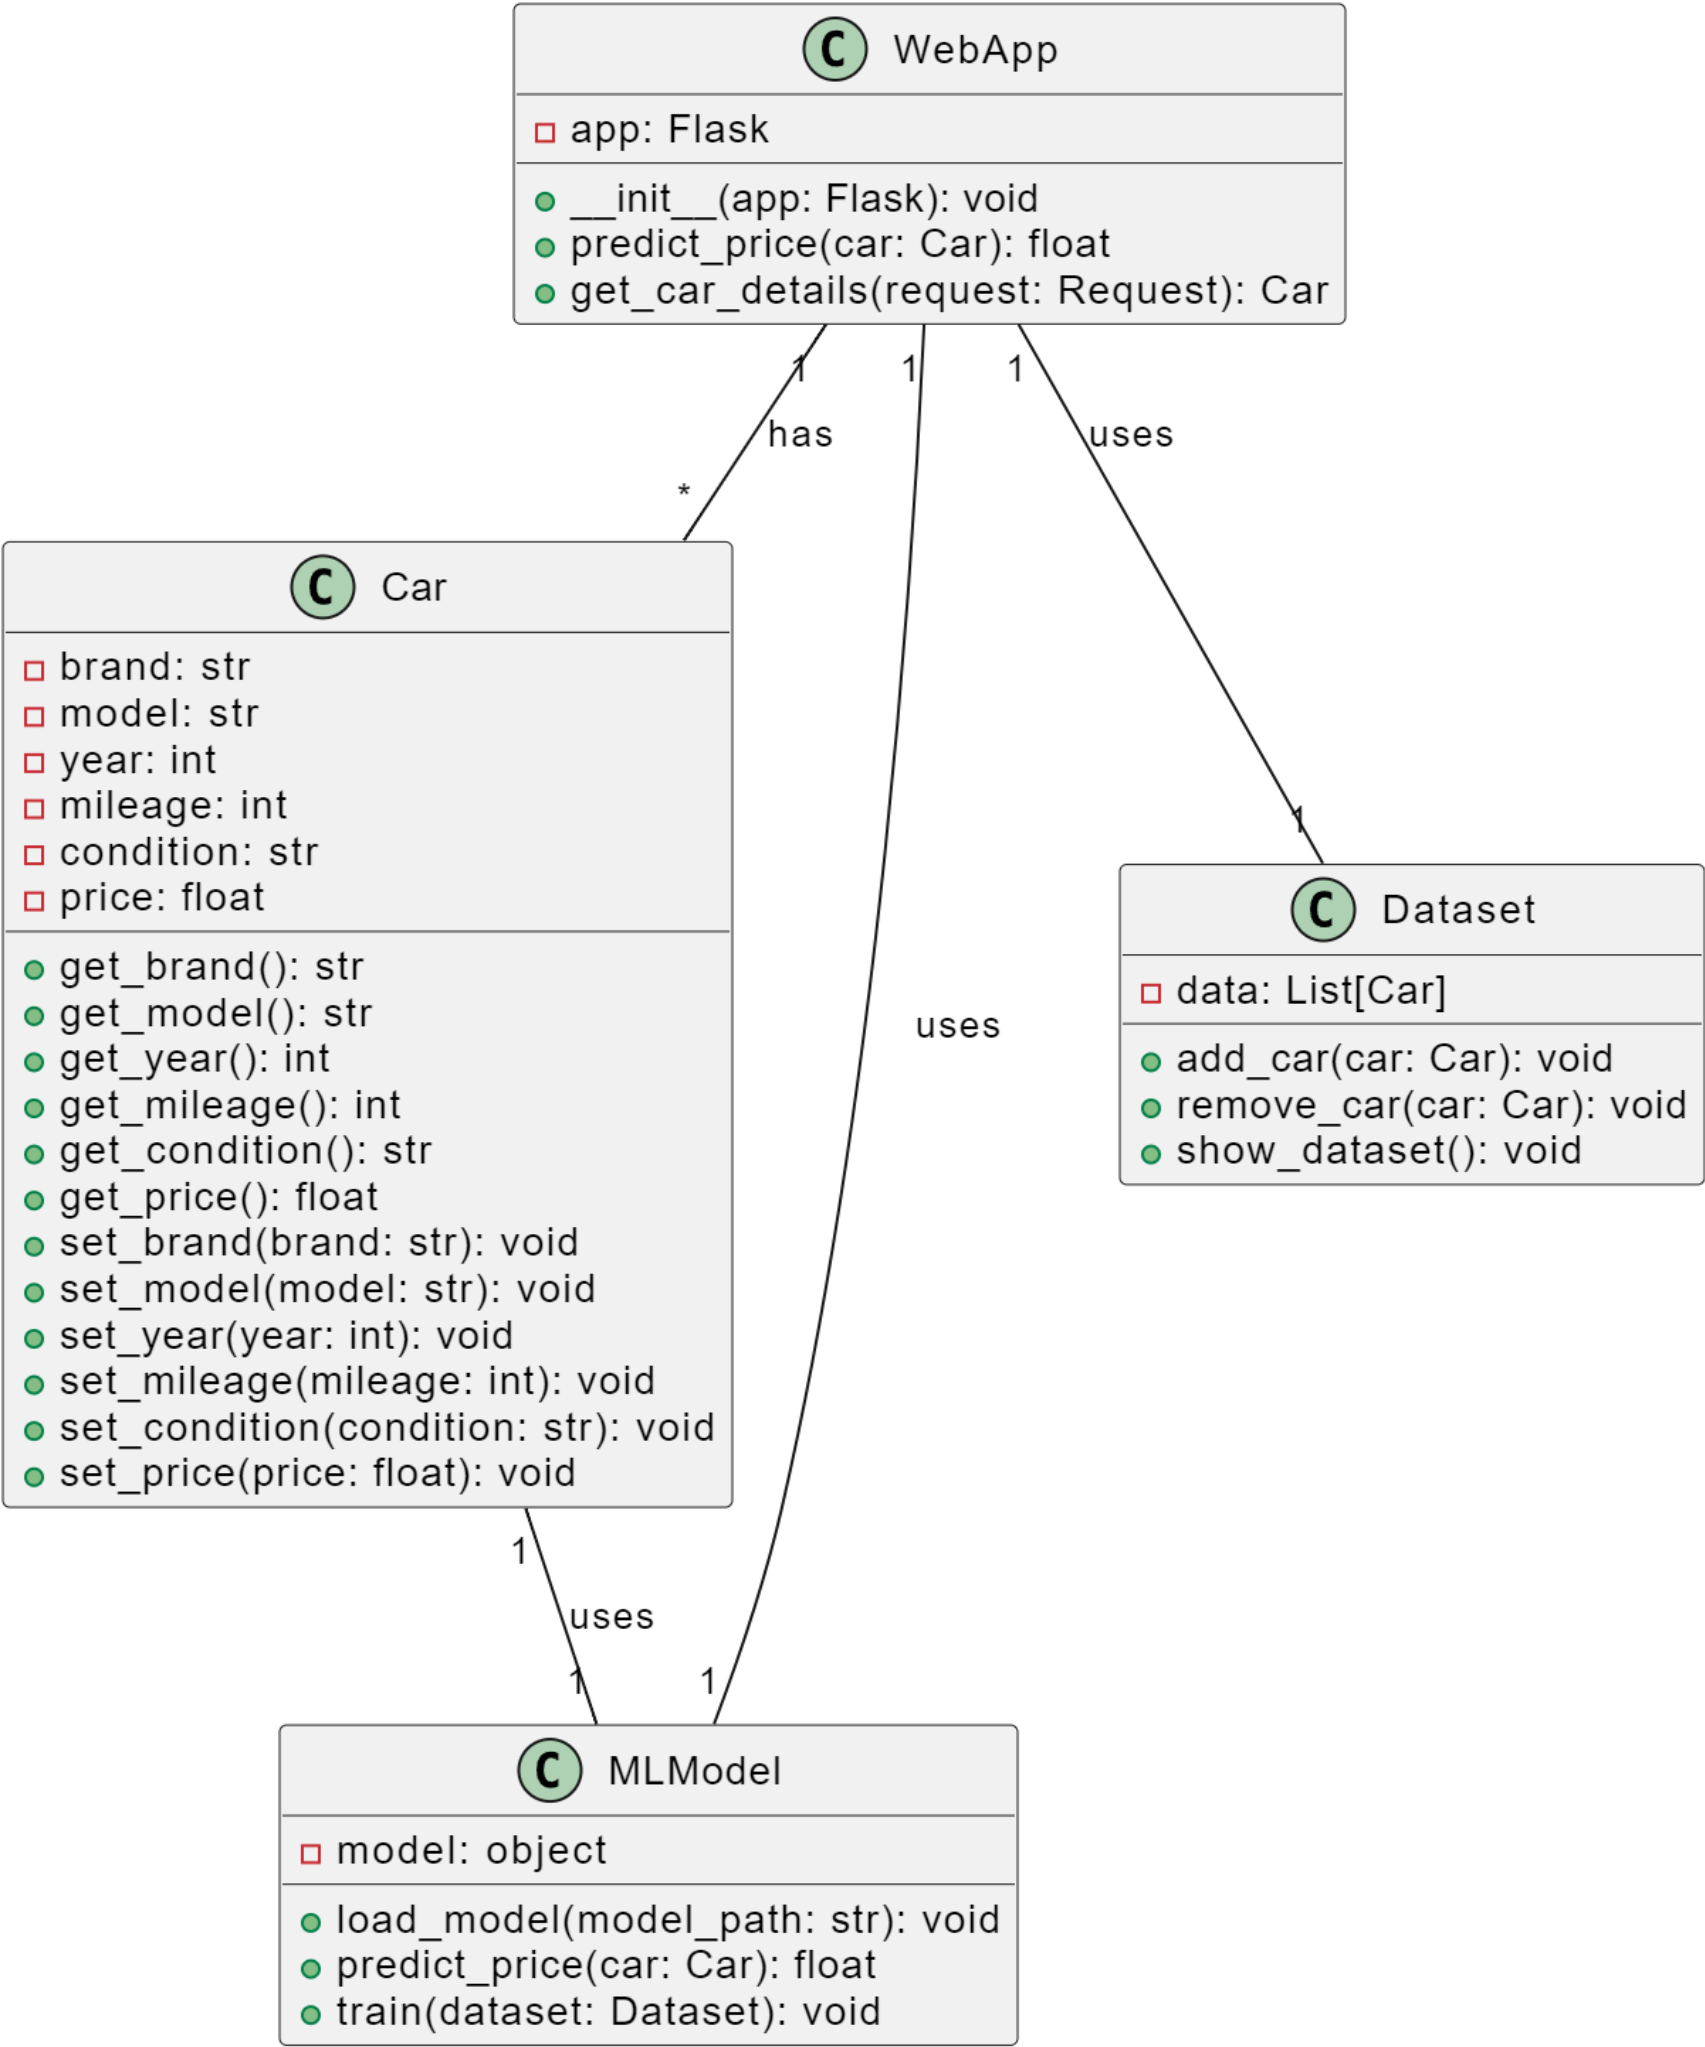 C WebApp
app: Flask
__init__(app: Flask): void
predict_price(car: Car): float
get_car_details(request: Request): Car
1
1
1
has
uses
*
C Car
brand: str
model: str
year: int
mileage: int
condition: str
price: float
get_brand(): str
get_model(): str
get_year(): int
get_mileage(): int
get_condition(): str
get_price(): float
set_brand(brand: str): void
set_model(model: str): void
set_year(year: int): void
set_mileage(mileage: int): void
set_condition(condition: str): void
set_price(price: float): void
1
C Dataset
data: List[Car]
add_car(car: Car): void
remove_car(car: Car): void
show_dataset(): void
uses
1
uses
1
1
C MLModel
model: object
load_model(model_path: str): void
predict_price(car: Car): float
train(dataset: Dataset): void